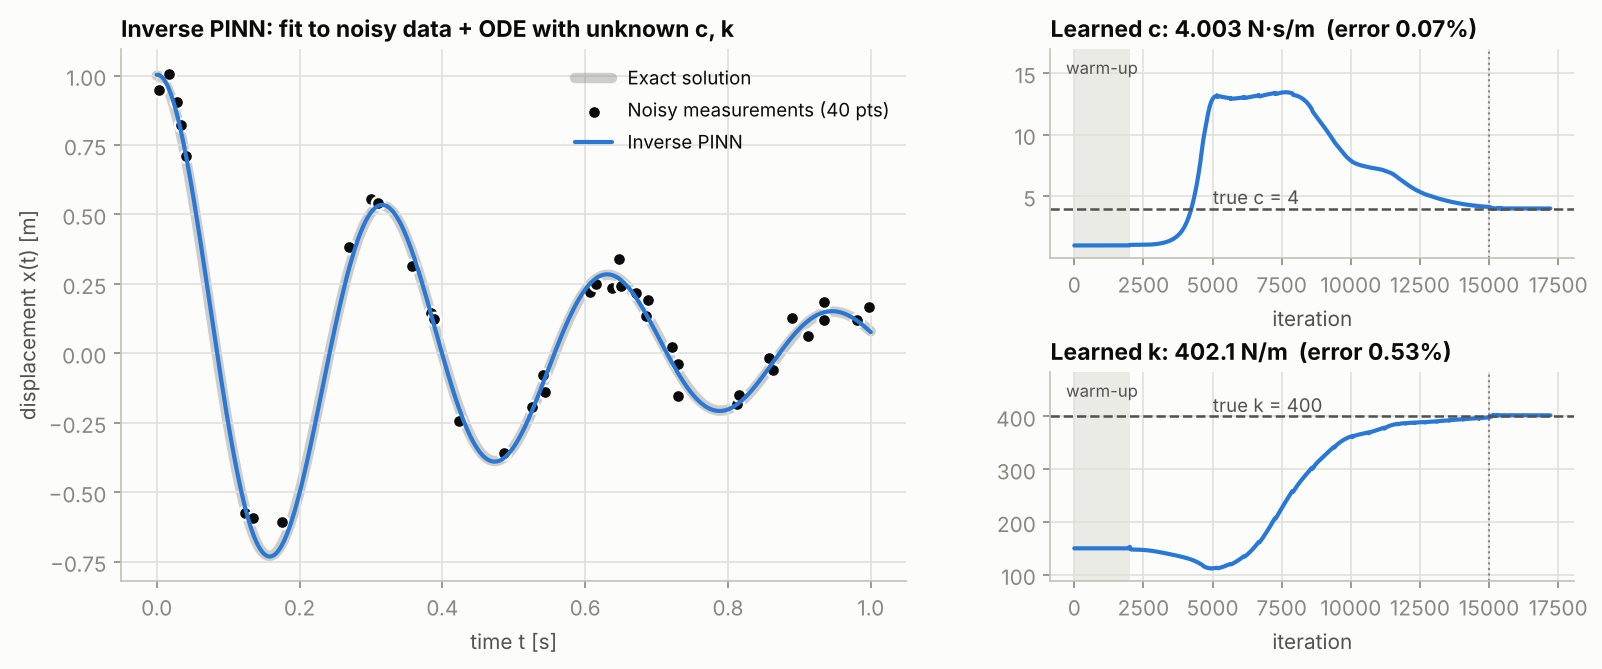 Inverse PINN: fit to noisy data + ODE with unknown c, k
Exact solution
Noisy measurements (40 pts)
Inverse PINN
displacement x(t) [m]
1.00
0.75
0.50
0.25
0.00
−0.25
−0.50
−0.75
0.0 0.2 0.4 0.6 0.8 1.0
time t [s]
Learned c: 4.003 N·s/m (error 0.07%)
warm-up
15
10
5
true c = 4
0 2500 5000 7500 10000 12500 15000 17500
iteration
Learned k: 402.1 N/m (error 0.53%)
warm-up
true k = 400
400
300
200
100
0 2500 5000 7500 10000 12500 15000 17500
iteration